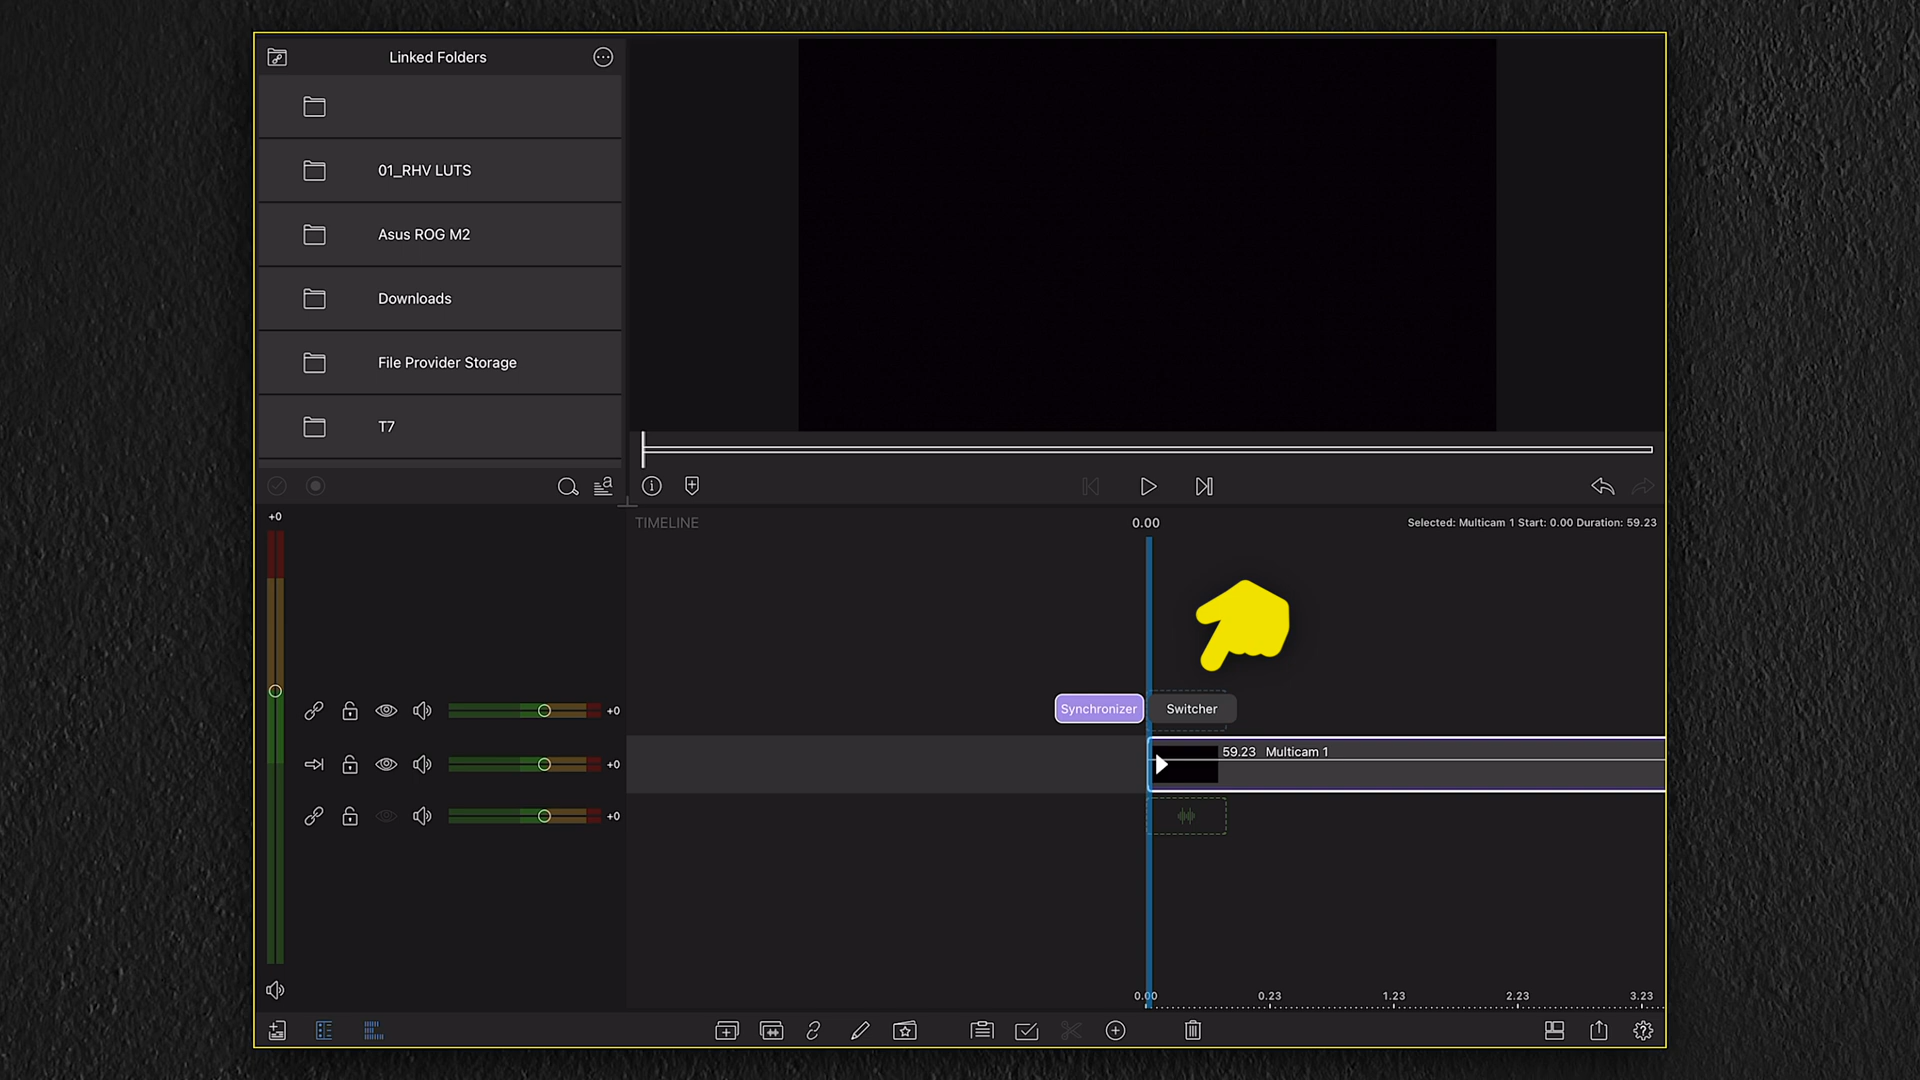 Linked Folders
01_RHV LUTS
Asus ROG M2
Downloads
File Provider Storage
T7
+0
TIMELINE
0.00
Selected: Multicam 1 Start: 0.00 Duration: 59.23
Synchronizer
Switcher
+0
59.23 Multicam 1
+0
+0
0.00
0.23
1.23
2.23
3.23